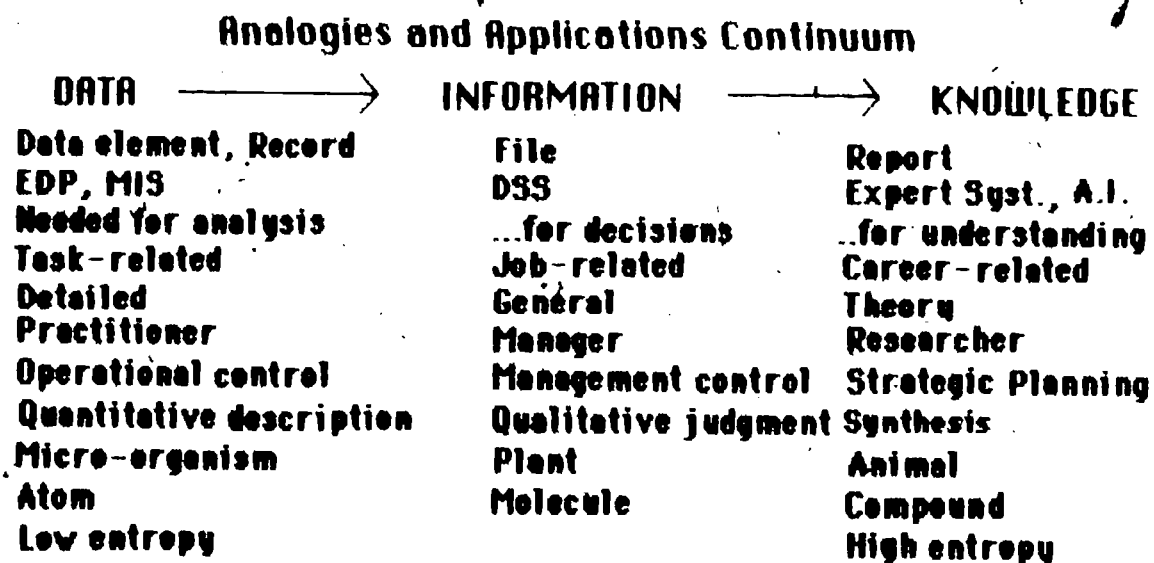 Analogies and Applications Continuum
DATA → INFORMATION → KNOWLEDGE
Data element, Record File Report
EDP, MIS DSS Expert Syst., A.I.
Needed for analysis ...for decisions ..for understanding
Task-related Job-related Career-related
Detailed General Theory
Practitioner Manager Researcher
Operational control Management control Strategic Planning
Quantitative description Qualitative judgment Synthesis
Micro-organism Plant Animal
Atom Molecule Compound
Low entropy High entropy